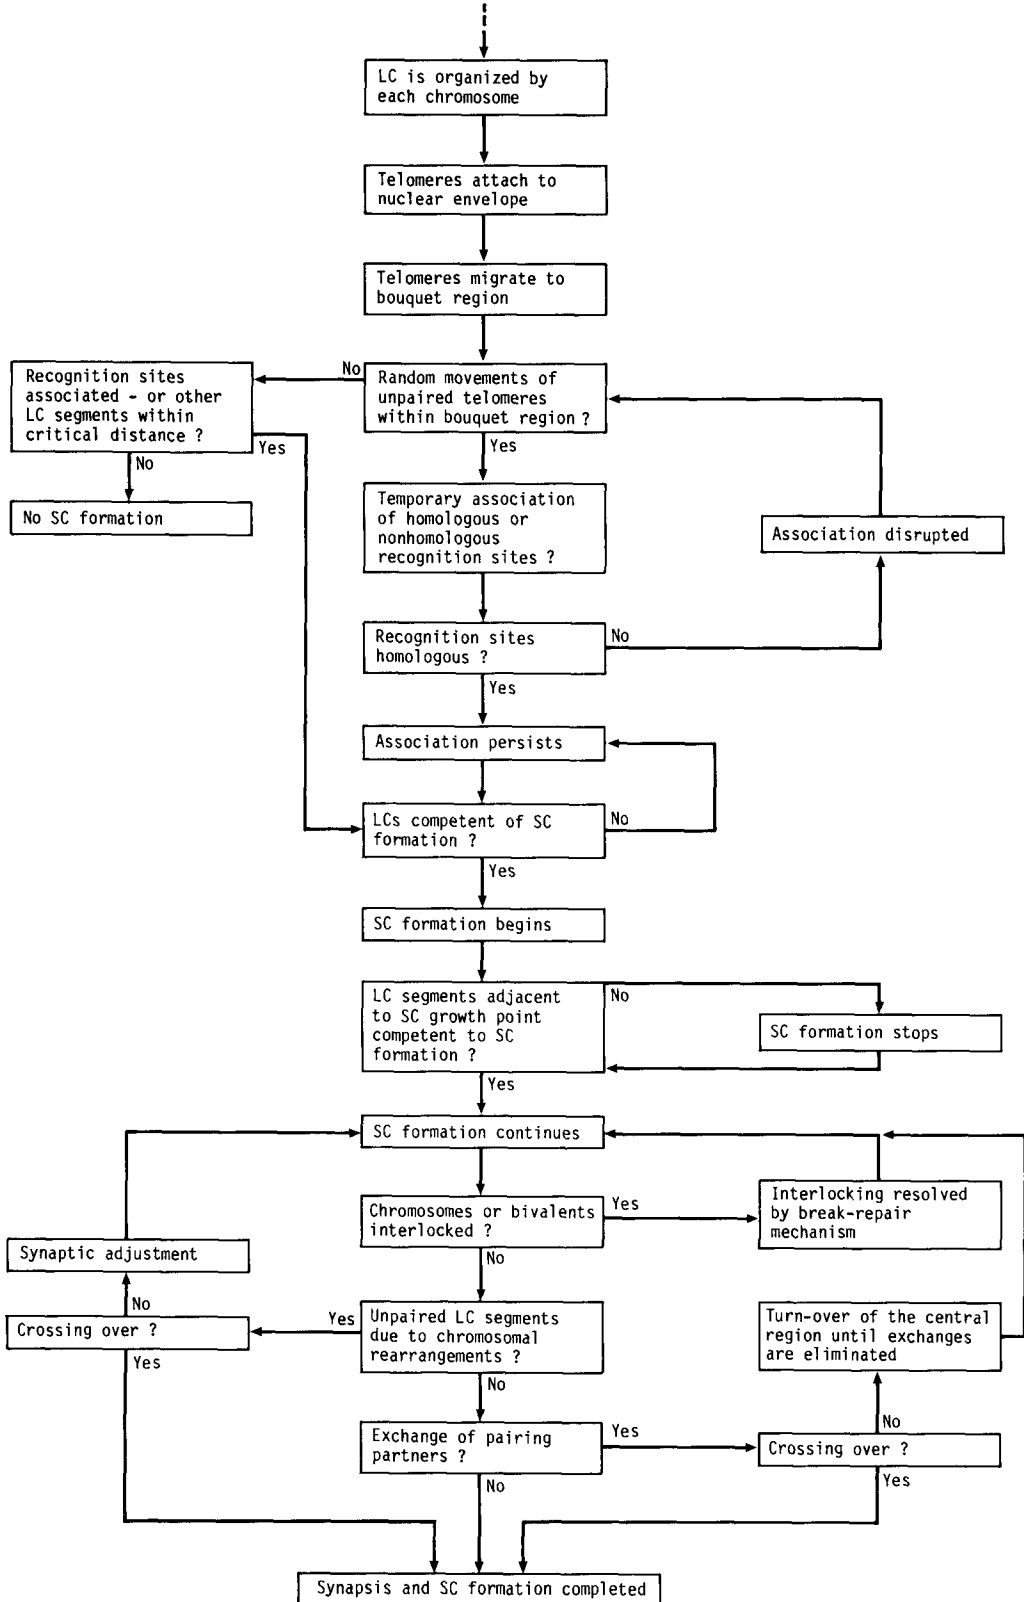 LC is organized by
each chromosome
Telomeres attach to
nuclear envelope
Telomeres migrate to
bouquet region
No
Recognition sites
associated - or other
LC segments within
critical distance ?
Random movements of
unpaired telomeres
within bouquet region ?
Yes
No
Yes
No SC formation
Temporary association
of homologous or
nonhomologous
recognition sites ?
Association disrupted
Recognition sites
homologous ?
No
Yes
Association persists
LCs competent of SC
formation ?
No
Yes
SC formation begins
LC segments adjacent
to SC growth point
competent to SC
formation ?
No
SC formation stops
Yes
SC formation continues
Chromosomes or bivalents
interlocked ?
Yes
Interlocking resolved
by break-repair
mechanism
Synaptic adjustment
No
No
Crossing over ?
Yes
Yes
Unpaired LC segments
due to chromosomal
rearrangements ?
Turn-over of the central
region until exchanges
are eliminated
No
No
Exchange of pairing
partners ?
Yes
Crossing over ?
No
Yes
Synapsis and SC formation completed